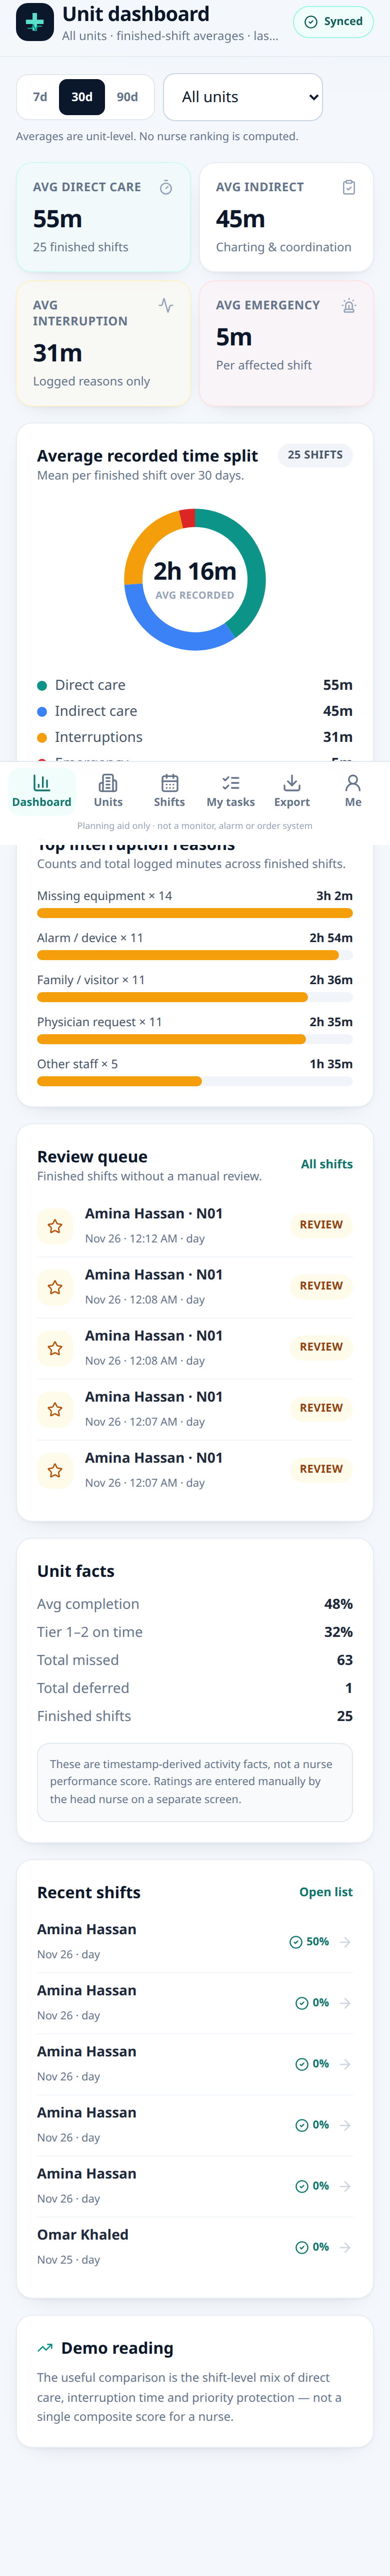 Unit dashboard
All units · finished-shift averages · las...
Synced
7d
30d
90d
All units
Averages are unit-level. No nurse ranking is computed.
AVG DIRECT CARE
55m
25 finished shifts
AVG INDIRECT
45m
Charting & coordination
AVG
INTERRUPTION
31m
Logged reasons only
AVG EMERGENCY
5m
Per affected shift
Average recorded time split
25 SHIFTS
Mean per finished shift over 30 days.
2h 16m
AVG RECORDED
Direct care 55m
Indirect care 45m
Interruptions 31m
Emergency 5m
Dashboard
Units
Shifts
My tasks
Export
Me
Planning aid only · not a monitor, alarm or order system
Top interruption reasons
Counts and total logged minutes across finished shifts.
Missing equipment × 14 3h 2m
Alarm / device × 11 2h 54m
Family / visitor × 11 2h 36m
Physician request × 11 2h 35m
Other staff × 5 1h 35m
Review queue
Finished shifts without a manual review.
All shifts
Amina Hassan · N01
Nov 26 · 12:12 AM · day
REVIEW
Amina Hassan · N01
Nov 26 · 12:08 AM · day
REVIEW
Amina Hassan · N01
Nov 26 · 12:08 AM · day
REVIEW
Amina Hassan · N01
Nov 26 · 12:07 AM · day
REVIEW
Amina Hassan · N01
Nov 26 · 12:07 AM · day
REVIEW
Unit facts
Avg completion 48%
Tier 1–2 on time 32%
Total missed 63
Total deferred 1
Finished shifts 25
These are timestamp-derived activity facts, not a nurse
performance score. Ratings are entered manually by
the head nurse on a separate screen.
Recent shifts
Open list
Amina Hassan
Nov 26 · day
50%
Amina Hassan
Nov 26 · day
0%
Amina Hassan
Nov 26 · day
0%
Amina Hassan
Nov 26 · day
0%
Amina Hassan
Nov 26 · day
0%
Omar Khaled
Nov 25 · day
0%
Demo reading
The useful comparison is the shift-level mix of direct
care, interruption time and priority protection — not a
single composite score for a nurse.